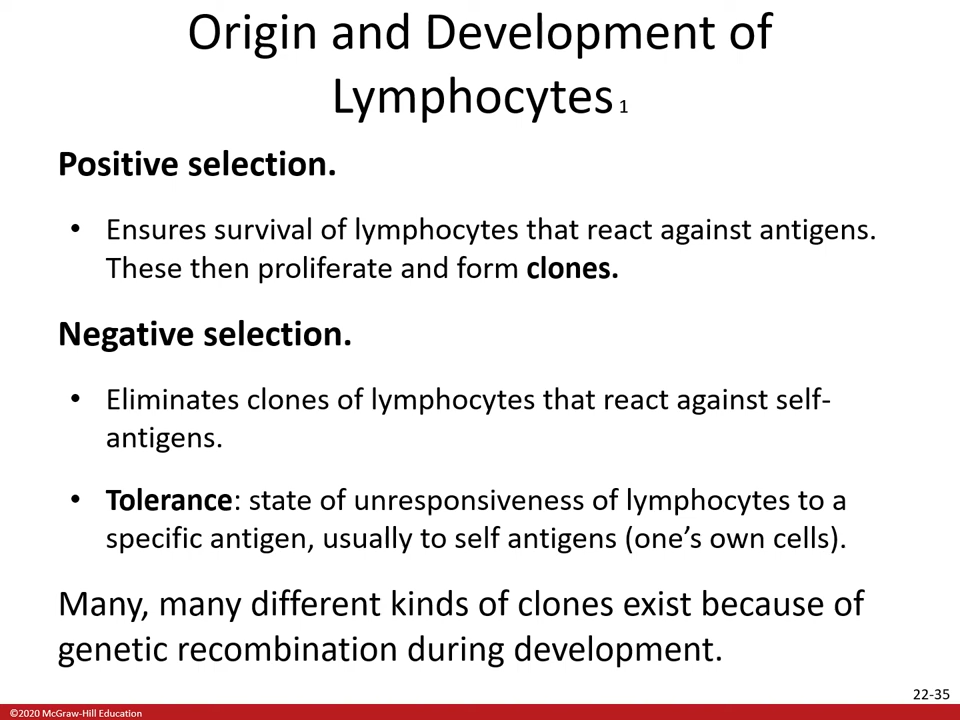 Origin and Development of
Lymphocytes 1
Positive selection.
• Ensures survival of lymphocytes that react against antigens.
These then proliferate and form clones.
Negative selection.
• Eliminates clones of lymphocytes that react against self-
antigens.
• Tolerance: state of unresponsiveness of lymphocytes to a
specific antigen, usually to self antigens (one’s own cells).
Many, many different kinds of clones exist because of
genetic recombination during development.
22-35
©2020 McGraw-Hill Education